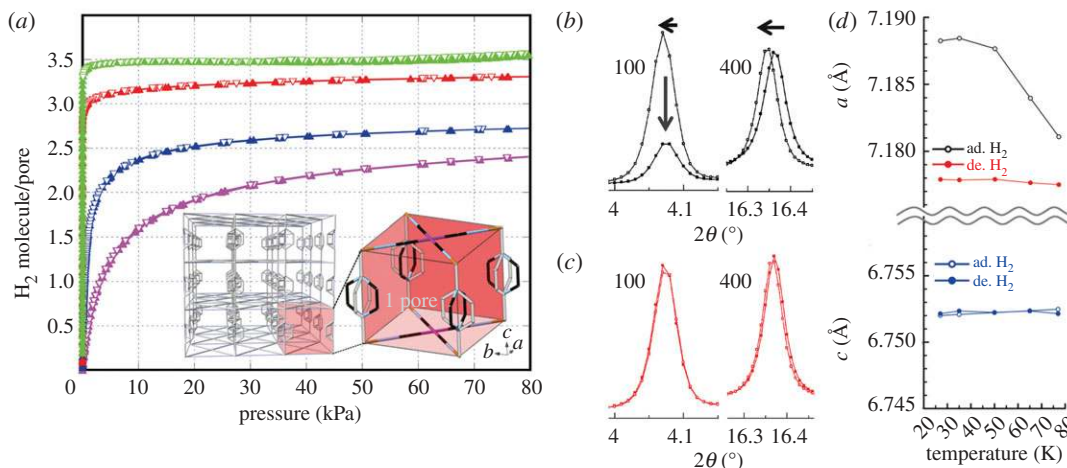 (a)
H2 molecule/pore
3.5
3.0
2.5
2.0
1.5
1.0
0.5
0 10 20 30 40 50 60 70 80
pressure (kPa)
1 pore
b c a
(b)
100
400
4 4.1 16.3 16.4
2θ (°)
(c)
100
400
4 4.1 16.3 16.4
2θ (°)
(d)
7.190
7.185
7.180
a (Å)
ad. H2
de. H2
6.755
6.750
6.745
c (Å)
ad. H2
de. H2
20 30 40 50 60 70 80
temperature (K)